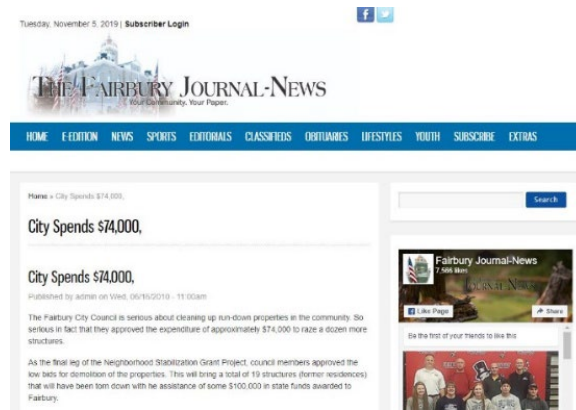 Tuesday, November 5, 2019 | Subscriber Login
THE FAIRBURY JOURNAL-NEWS
Your Community. Your Paper.
HOME E-EDITION NEWS SPORTS EDITORIALS CLASSIFIEDS OBITUARIES LIFESTYLES YOUTH SUBSCRIBE EXTRAS
Home » City Spends $74,000,
Search
City Spends $74,000,
City Spends $74,000,
Published by admin on Wed, 06/16/2010 - 11:00am
The Fairbury City Council is serious about cleaning up run-down properties in the community. So
serious in fact that they approved the expenditure of approximately $74,000 to raze a dozen more
structures.
As the final leg of the Neighborhood Stabilization Grant Project, council members approved the
low bids for demolition of the properties. This will bring a total of 19 structures (former residences)
that will have been torn down with he assistance of some $100,000 in state funds awarded to
Fairbury.
Fairbury Journal-News
7,566 likes
JOURNAL NEWS
Like Page
Share
Be the first of your friends to like this